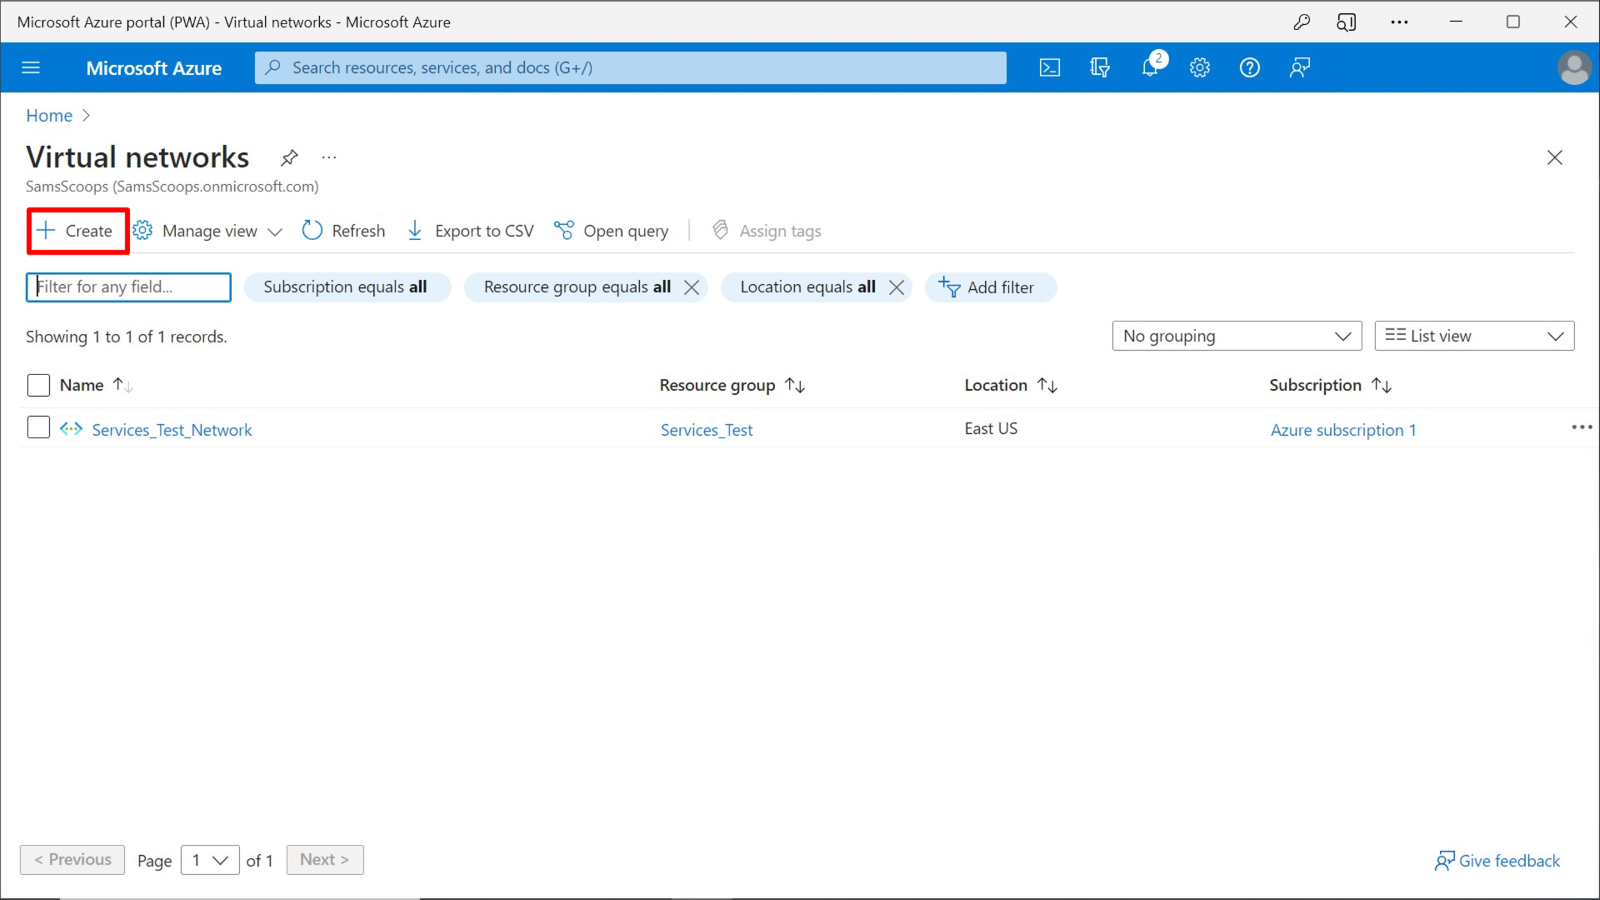 Microsoft Azure portal (PWA) - Virtual networks - Microsoft Azure
Microsoft Azure
Search resources, services, and docs (G+/)
2
Home
Virtual networks
SamsScoops (SamsScoops.onmicrosoft.com)
Create Manage view Refresh Export to CSV Open query Assign tags
Filter for any field... Subscription equals all Resource group equals all Location equals all Add filter
Showing 1 to 1 of 1 records. No grouping List view
Name Resource group Location Subscription
Services_Test_Network Services_Test East US Azure subscription 1
< Previous Page 1 of 1 Next > Give feedback